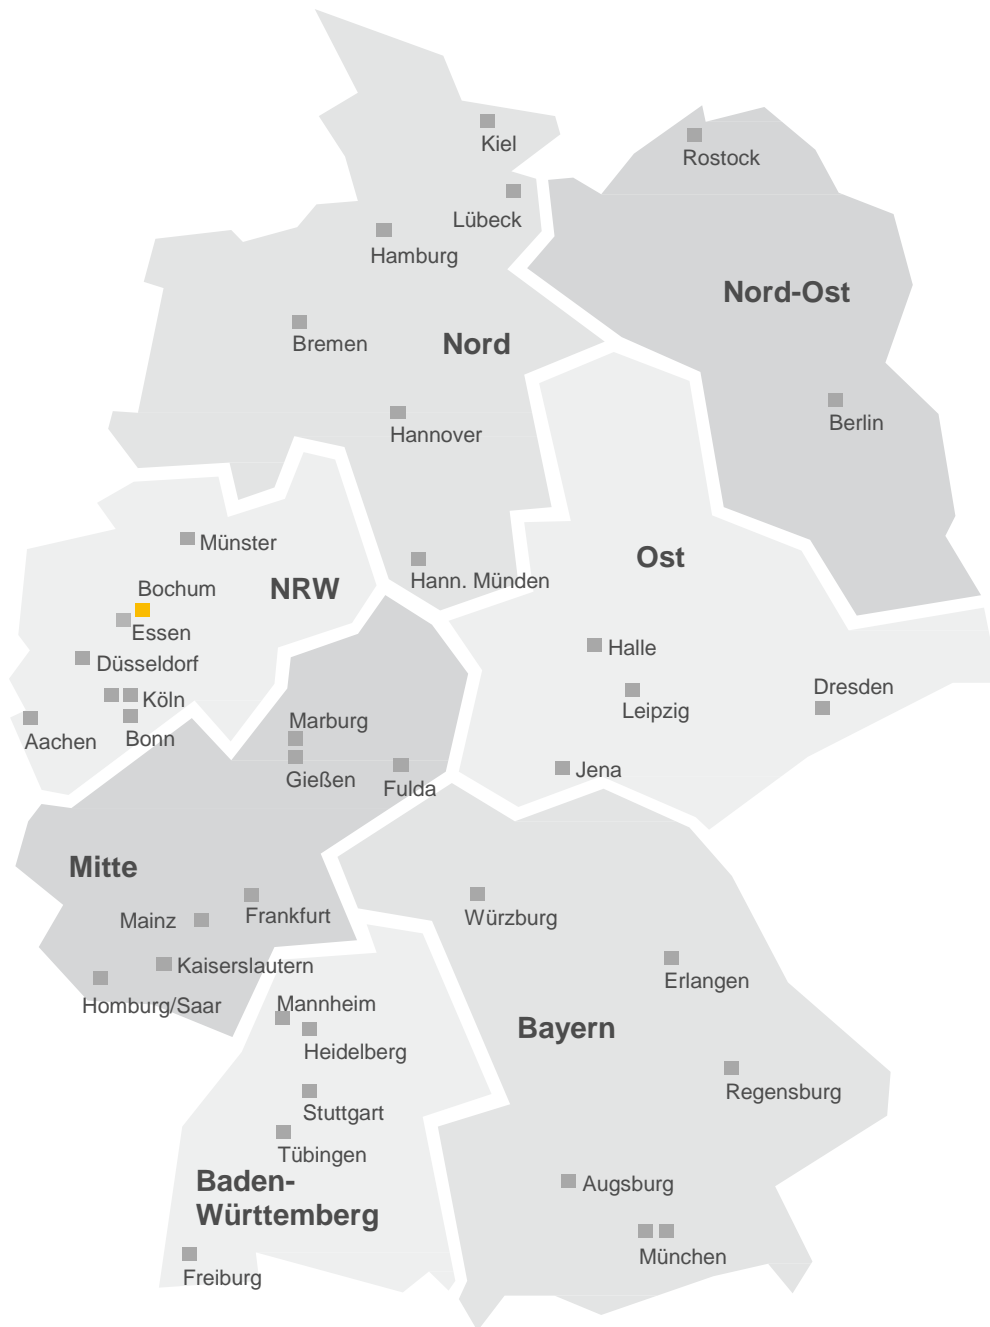 Kiel
Rostock
Lübeck
Hamburg
Nord-Ost
Bremen
Nord
Berlin
Hannover
Münster
Ost
Hann. Münden
NRW
Bochum
Essen
Halle
Düsseldorf
Dresden
Köln
Leipzig
Marburg
Bonn
Aachen
Jena
Gießen
Fulda
Mitte
Frankfurt
Würzburg
Mainz
Kaiserslautern
Erlangen
Homburg/Saar
Mannheim
Bayern
Heidelberg
Regensburg
Stuttgart
Tübingen
Baden-
Württemberg
Augsburg
München
Freiburg